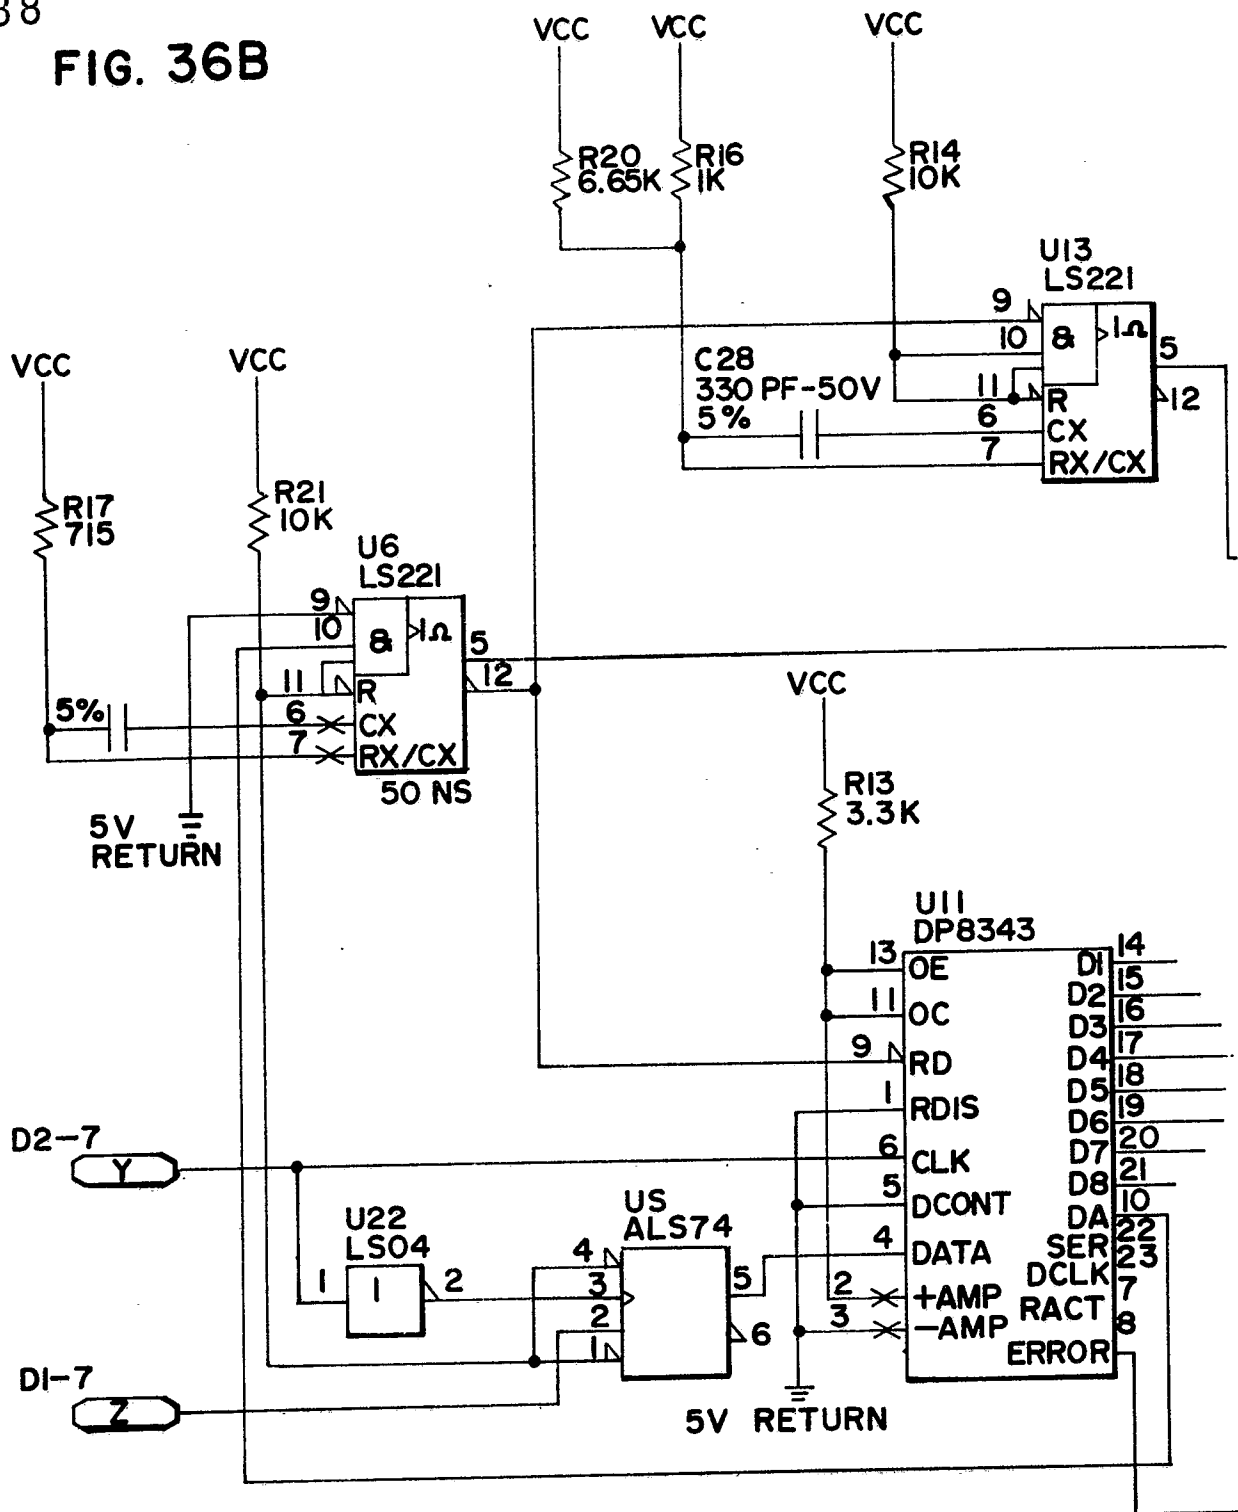 38
FIG. 36B
VCC
VCC
VCC
R20
6.65K
R16
1K
R14
10K
U13
LS221
9
10
11
6
7
&
1Ω
R
CX
RX/CX
5
12
C28
330 PF-50V
5%
VCC
VCC
R17
715
R21
10K
U6
LS221
9
10
11
6
7
&
1Ω
R
CX
RX/CX
5
12
50 NS
5%
5V
RETURN
VCC
R13
3.3K
U11
DP8343
13 OE
11 OC
9 RD
1 RDIS
6 CLK
5 DCONT
4 DATA
2 +AMP
3 -AMP
D1 14
D2 15
D3 16
D4 17
D5 18
D6 19
D7 20
D8 21
DA 10
SER 22
DCLK 23
RACT 7
ERROR 8
D2-7
Y
U22
LS04
1
1
2
US
ALS74
4
3
2
1
5
6
D1-7
Z
5V RETURN